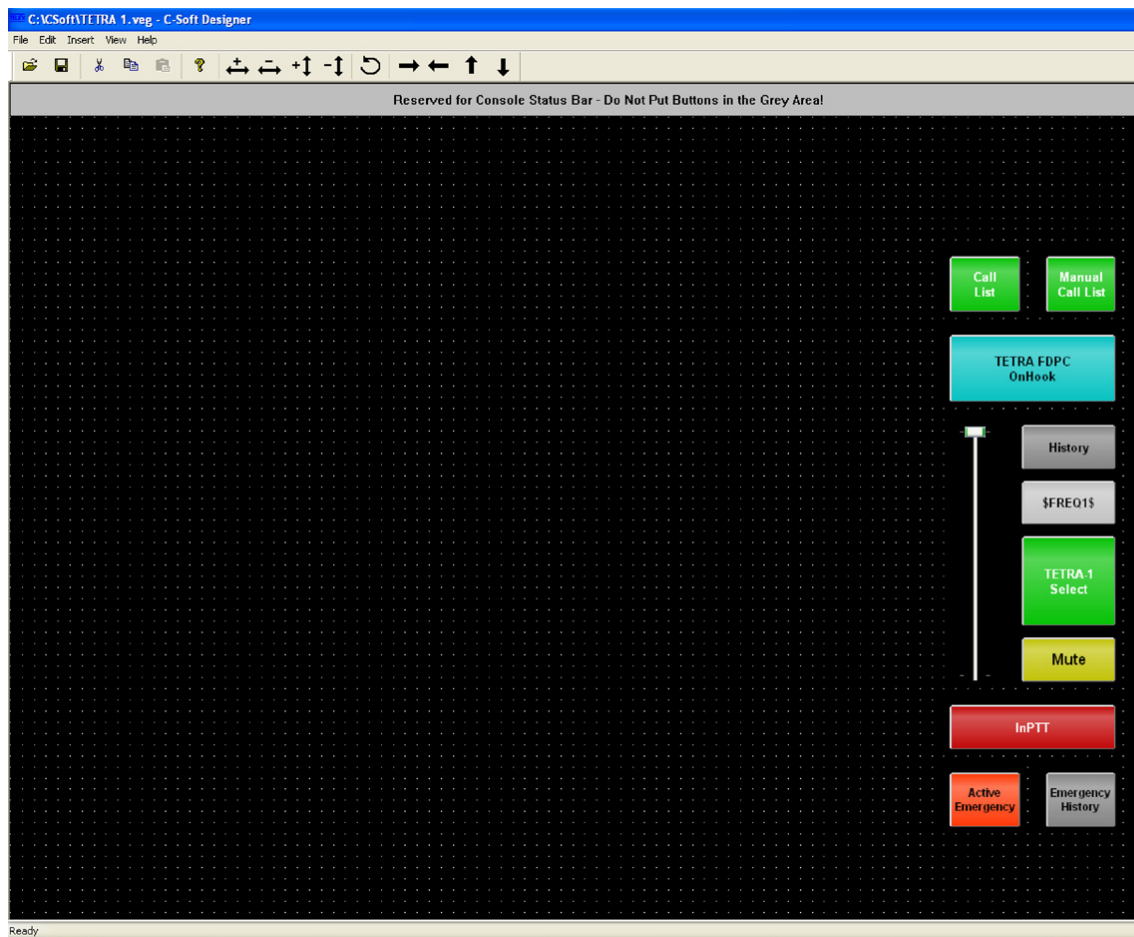 C:\CSoft\TETRA 1.veg - C-Soft Designer
File Edit Insert View Help
Reserved for Console Status Bar - Do Not Put Buttons in the Grey Area!
Call
List
Manual
Call List
TETRA FDPC
OnHook
History
$FREQ1$
TETRA-1
Select
Mute
InPTT
Active
Emergency
Emergency
History
Ready